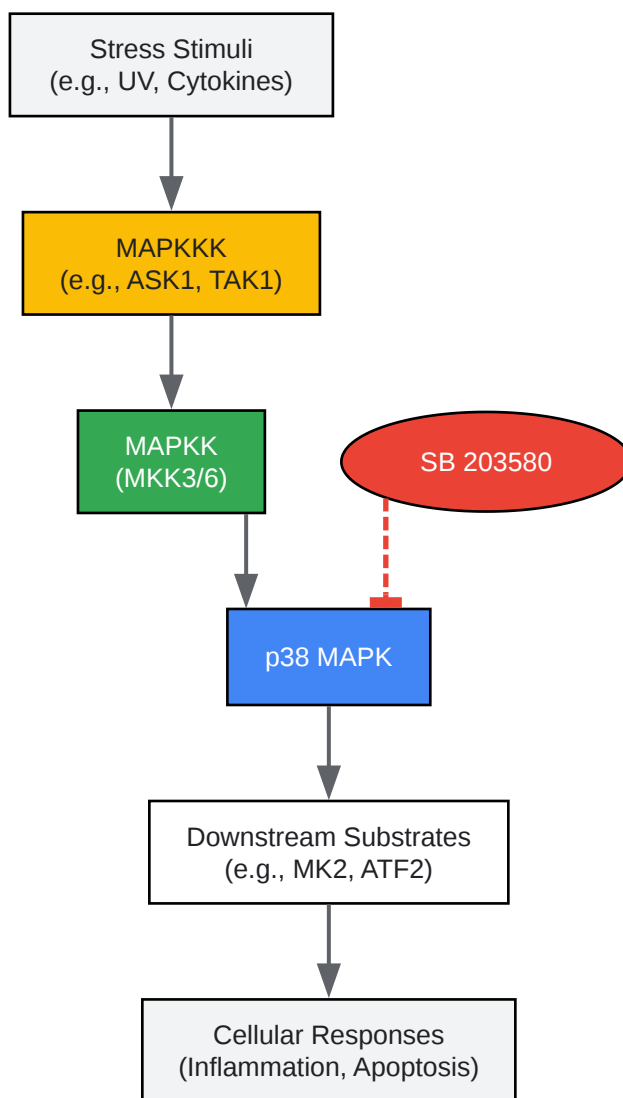 Stress Stimuli
(e.g., UV, Cytokines)
MAPKKK
(e.g., ASK1, TAK1)
MAPKK
(MKK3/6)
SB 203580
p38 MAPK
Downstream Substrates
(e.g., MK2, ATF2)
Cellular Responses
(Inflammation, Apoptosis)